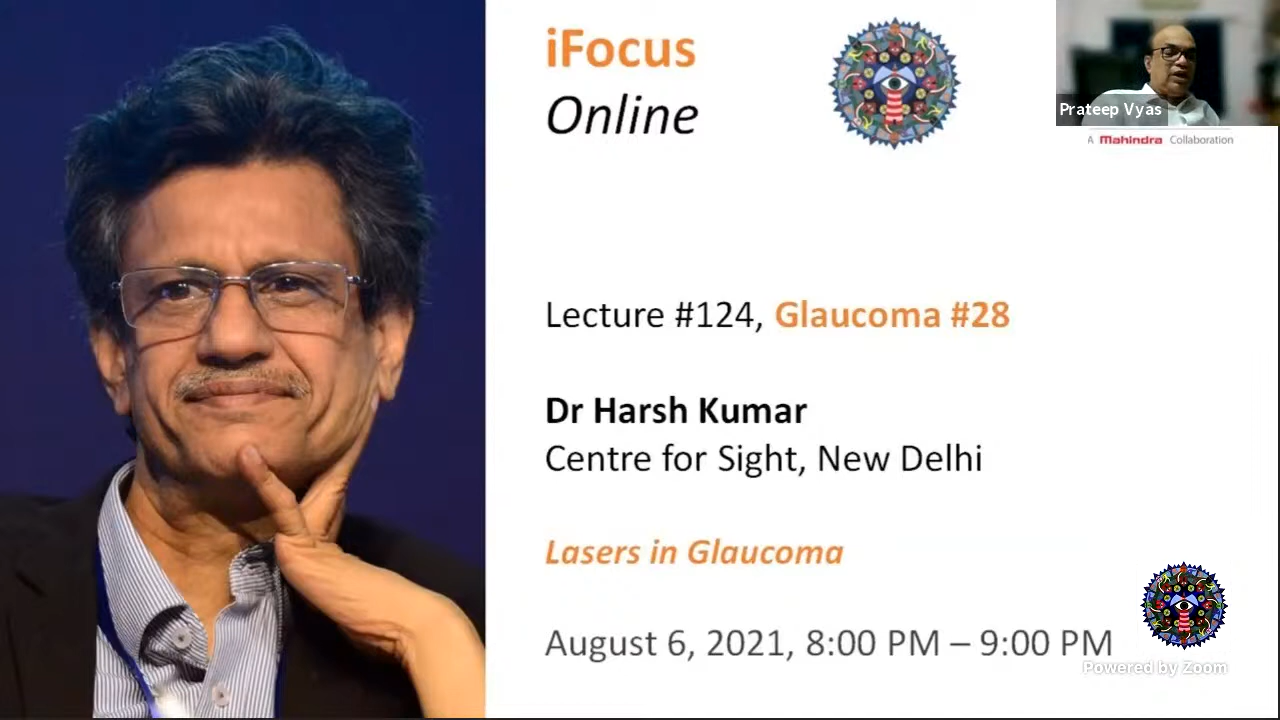 iFocus
Online
Prateep Vyas
A Mahindra Collaboration
Lecture #124, Glaucoma #28
Dr Harsh Kumar
Centre for Sight, New Delhi
Lasers in Glaucoma
August 6, 2021, 8:00 PM – 9:00 PM
Powered by Zoom